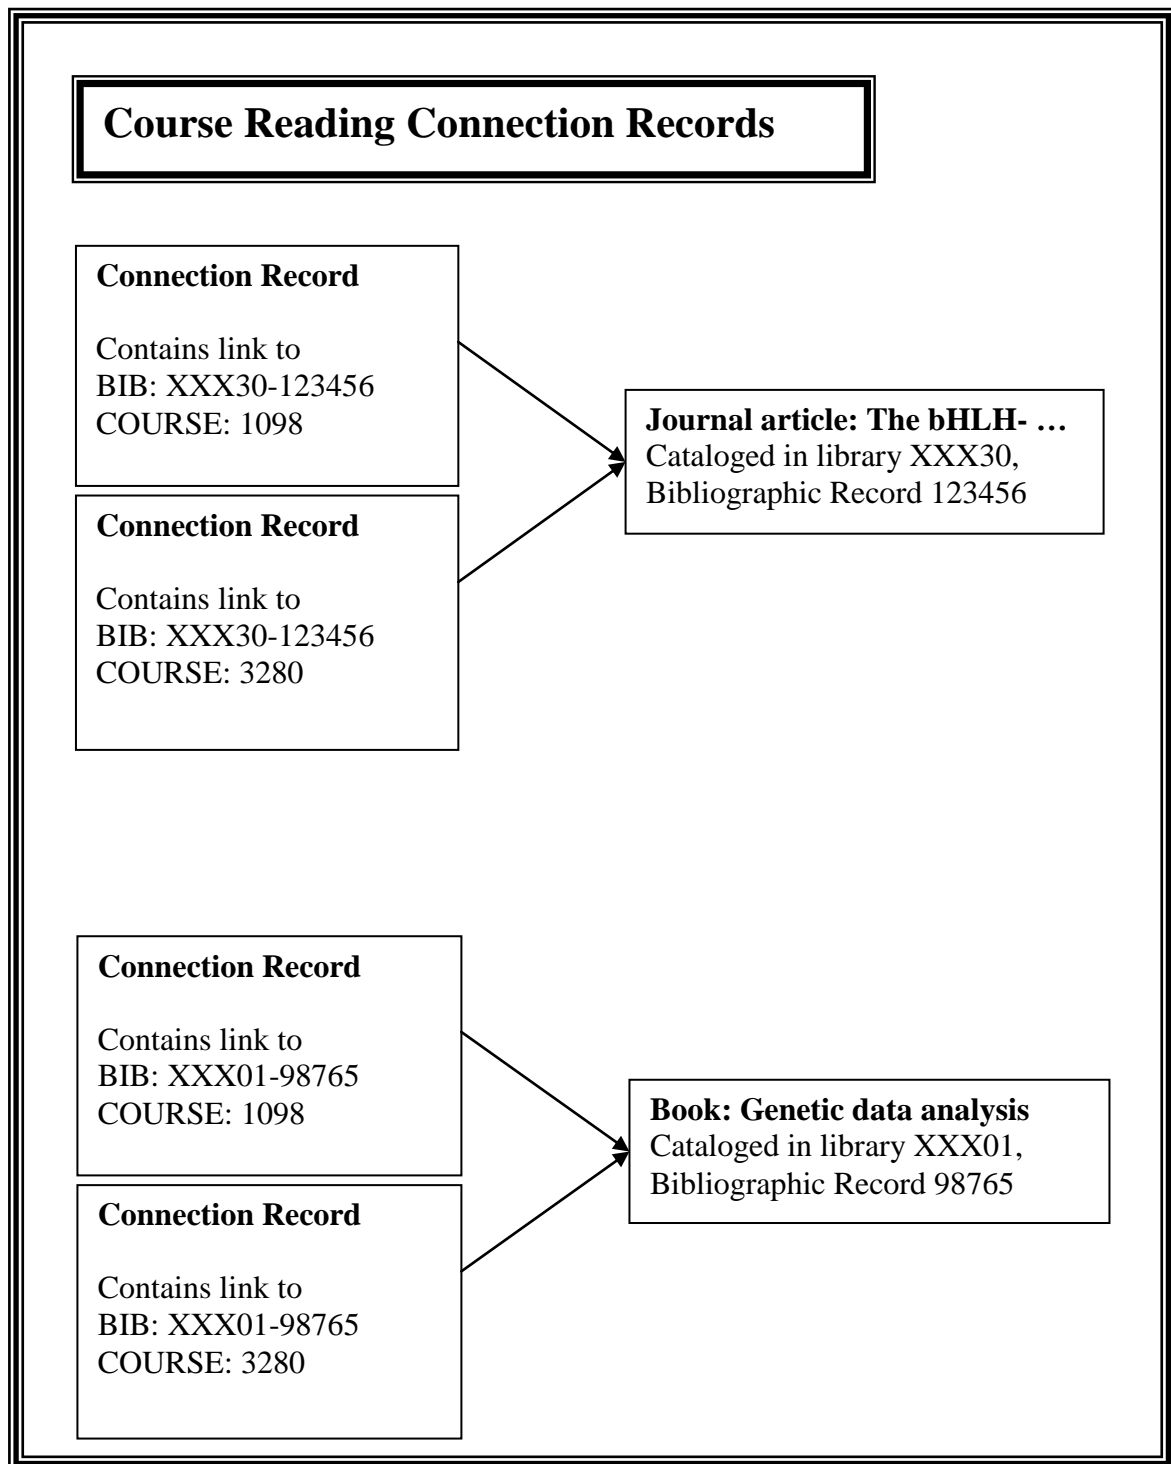 Course Reading Connection Records
Connection Record
Contains link to
BIB: XXX30-123456
COURSE: 1098
Connection Record
Contains link to
BIB: XXX30-123456
COURSE: 3280
Journal article: The bHLH- …
Cataloged in library XXX30,
Bibliographic Record 123456
Connection Record
Contains link to
BIB: XXX01-98765
COURSE: 1098
Connection Record
Contains link to
BIB: XXX01-98765
COURSE: 3280
Book: Genetic data analysis
Cataloged in library XXX01,
Bibliographic Record 98765